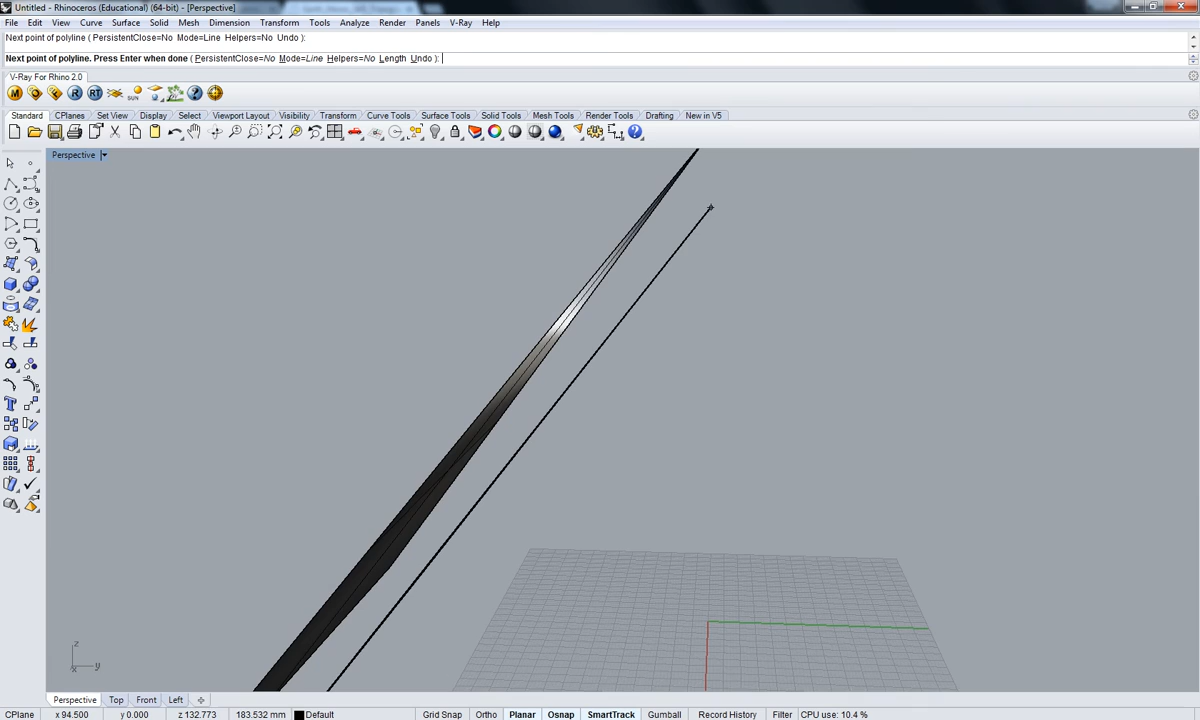 Untitled - Rhinoceros (Educational) (64-bit) - [Perspective]
File Edit View Curve Surface Solid Mesh Dimension Transform Tools Analyze Render Panels V-Ray Help
Next point of polyline ( PersistentClose=No Mode=Line Helpers=No Undo ):
Next point of polyline. Press Enter when done ( PersistentClose=No Mode=Line Helpers=No Length Undo ):
V-Ray For Rhino 2.0
M R RT SUN
Standard CPlanes Set View Display Select Viewport Layout Visibility Transform Curve Tools Surface Tools Solid Tools Mesh Tools Render Tools Drafting New in V5
Perspective
z
x y
Perspective Top Front Left
CPlane x 94.500 y 0.000 z 132.773 183.532 mm Default Grid Snap Ortho Planar Osnap SmartTrack Gumball Record History Filter CPU use: 10.4 %